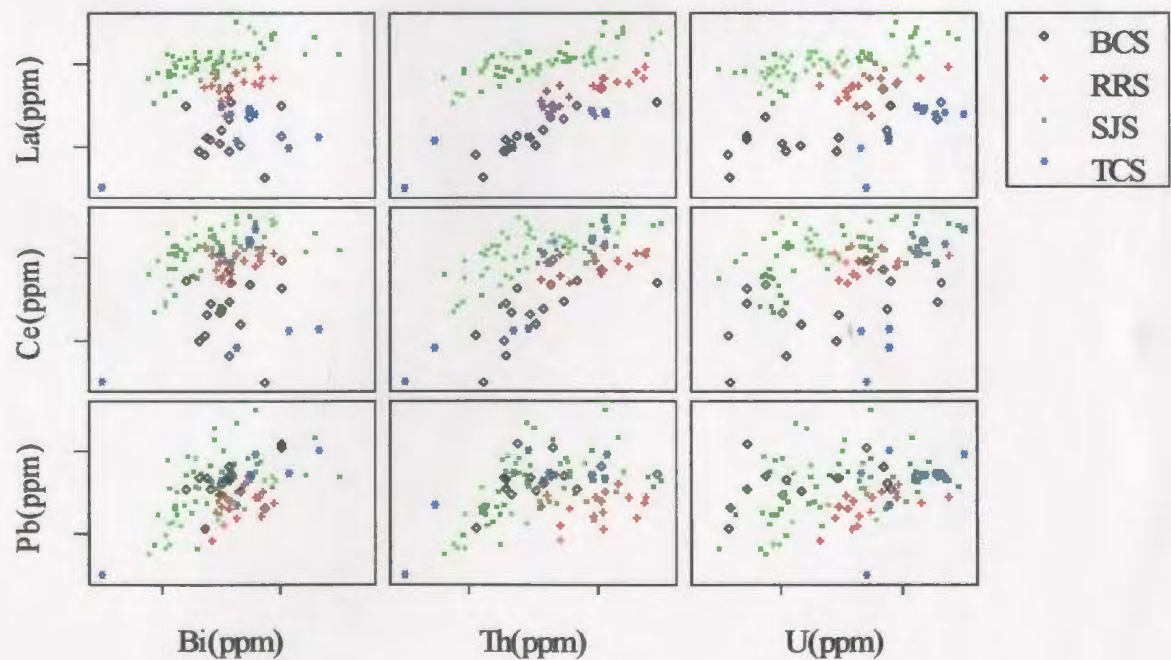 La(ppm)
Ce(ppm)
Pb(ppm)
Bi(ppm)
Th(ppm)
U(ppm)
BCS
RRS
SJS
TCS